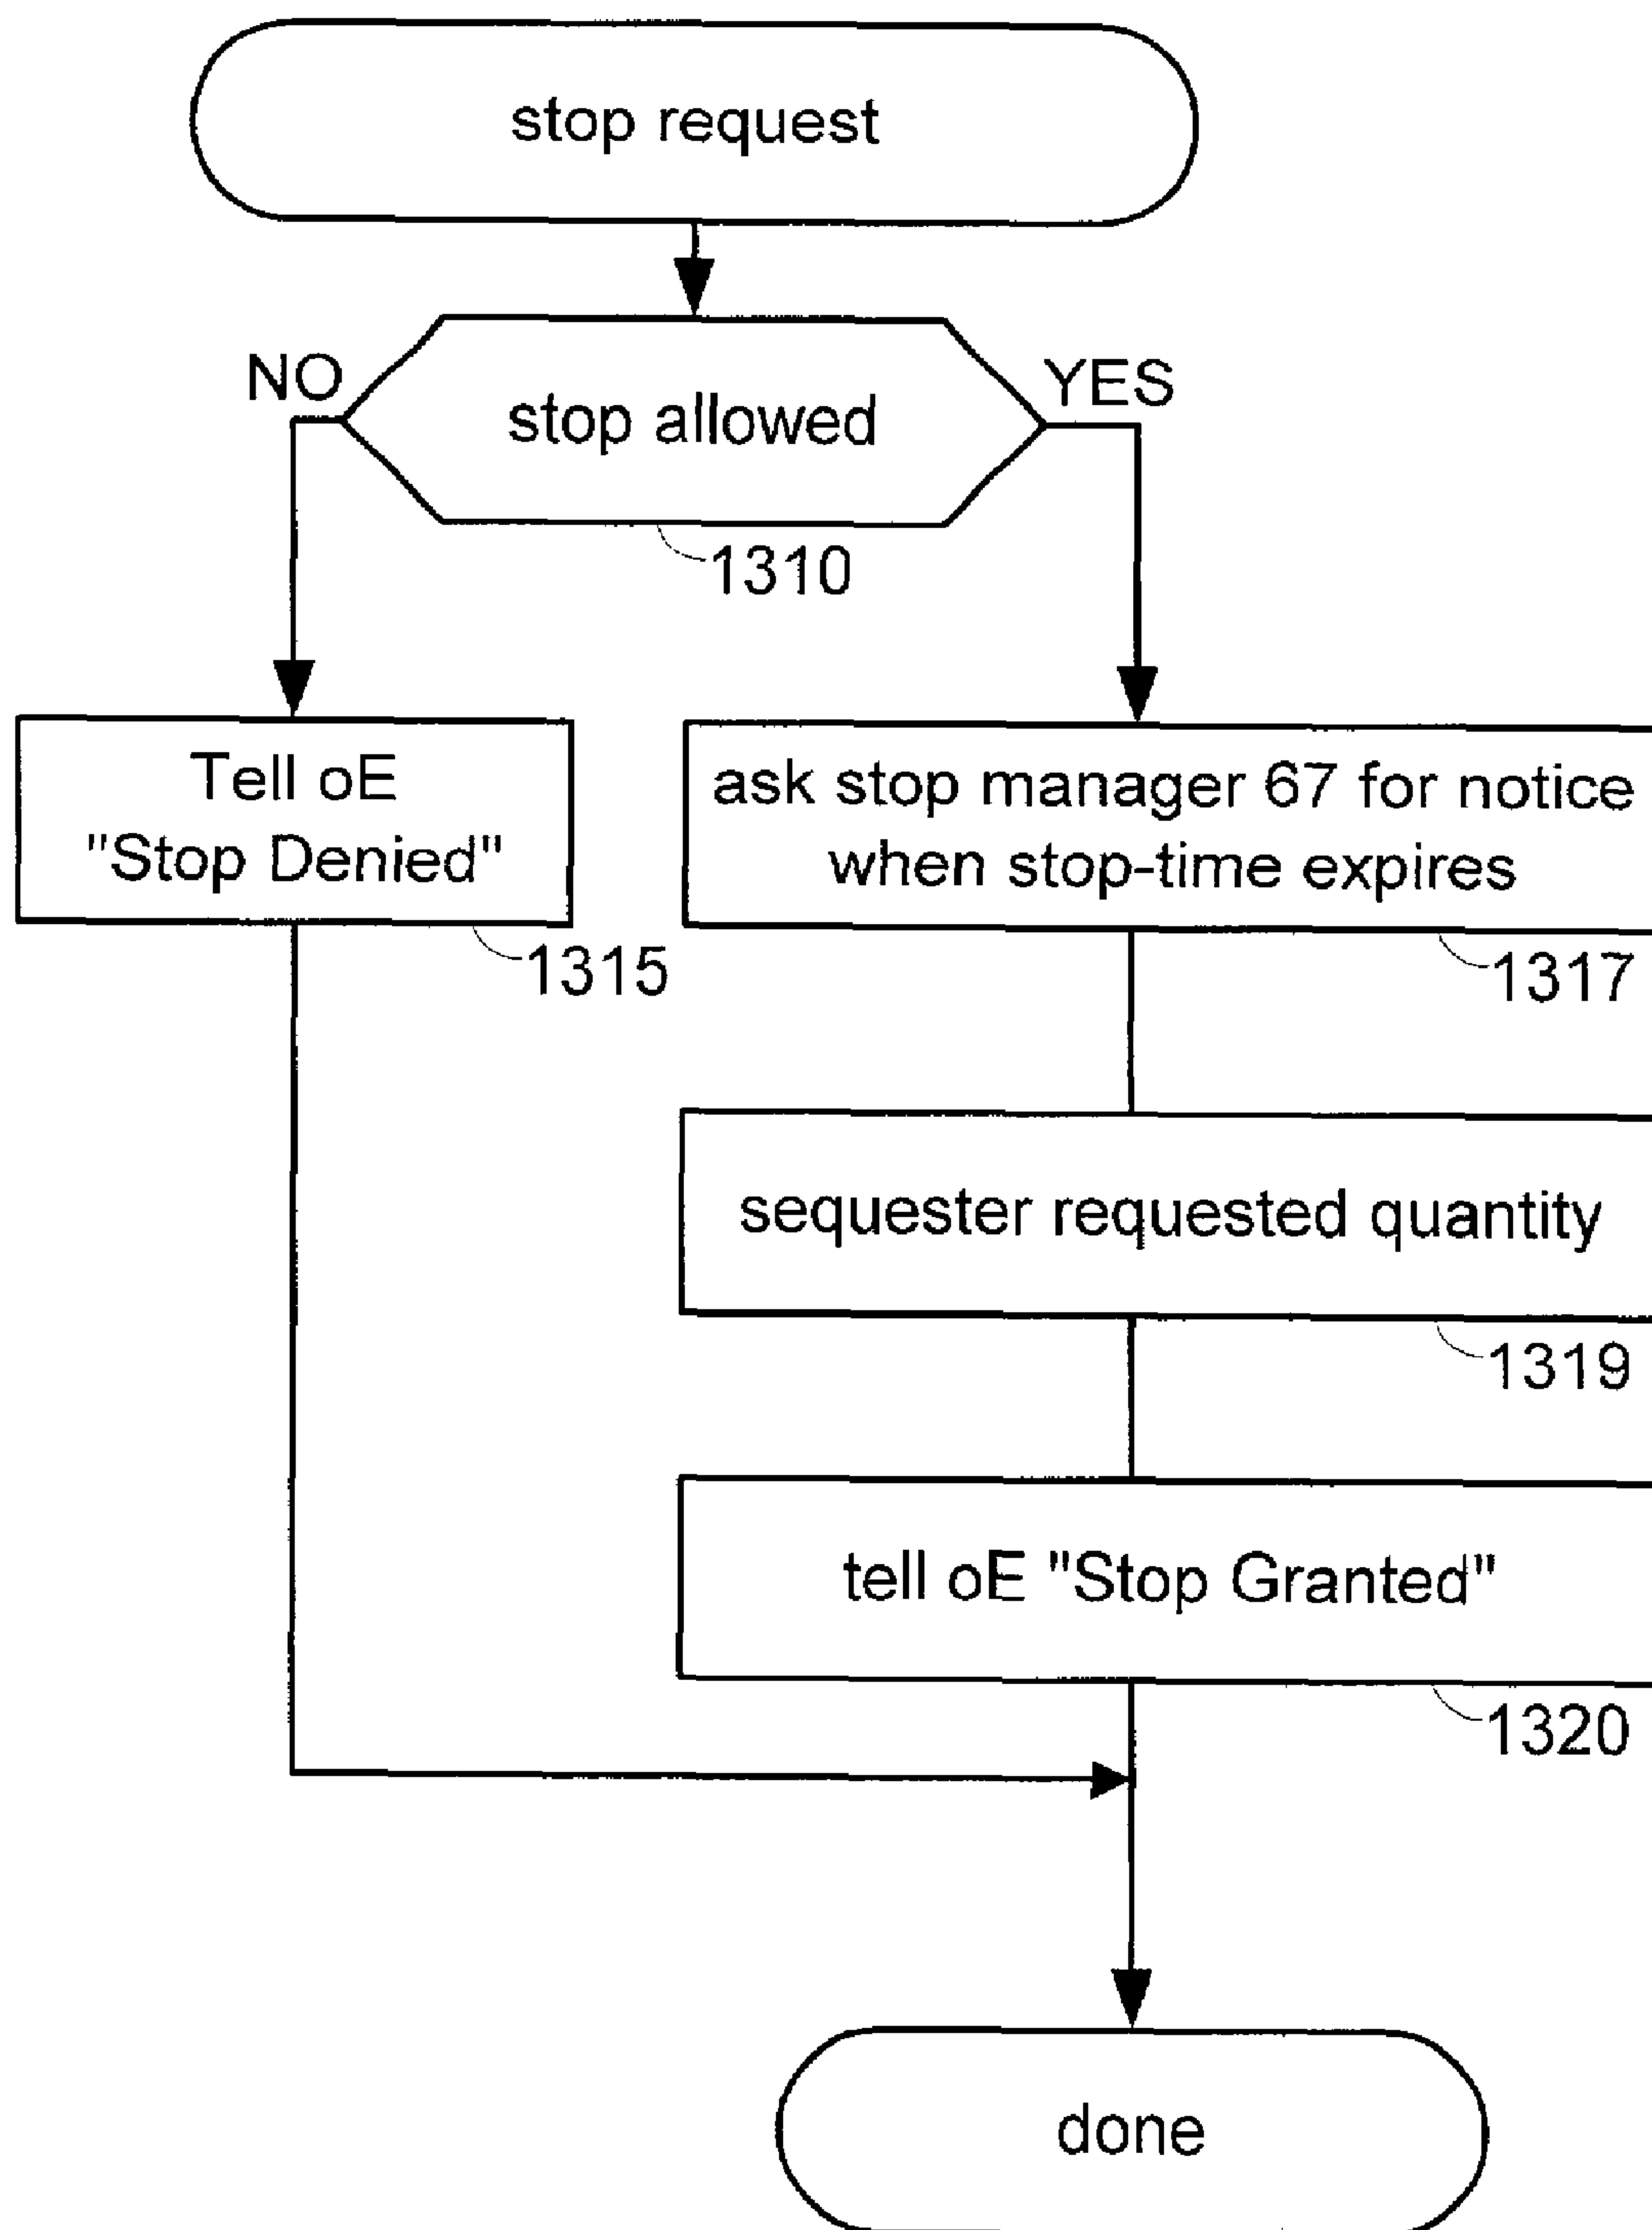 stop request
NO
YES
stop allowed
1310
Tell oE
"Stop Denied"
1315
ask stop manager 67 for notice
when stop-time expires
1317
sequester requested quantity
1319
tell oE "Stop Granted"
1320
done